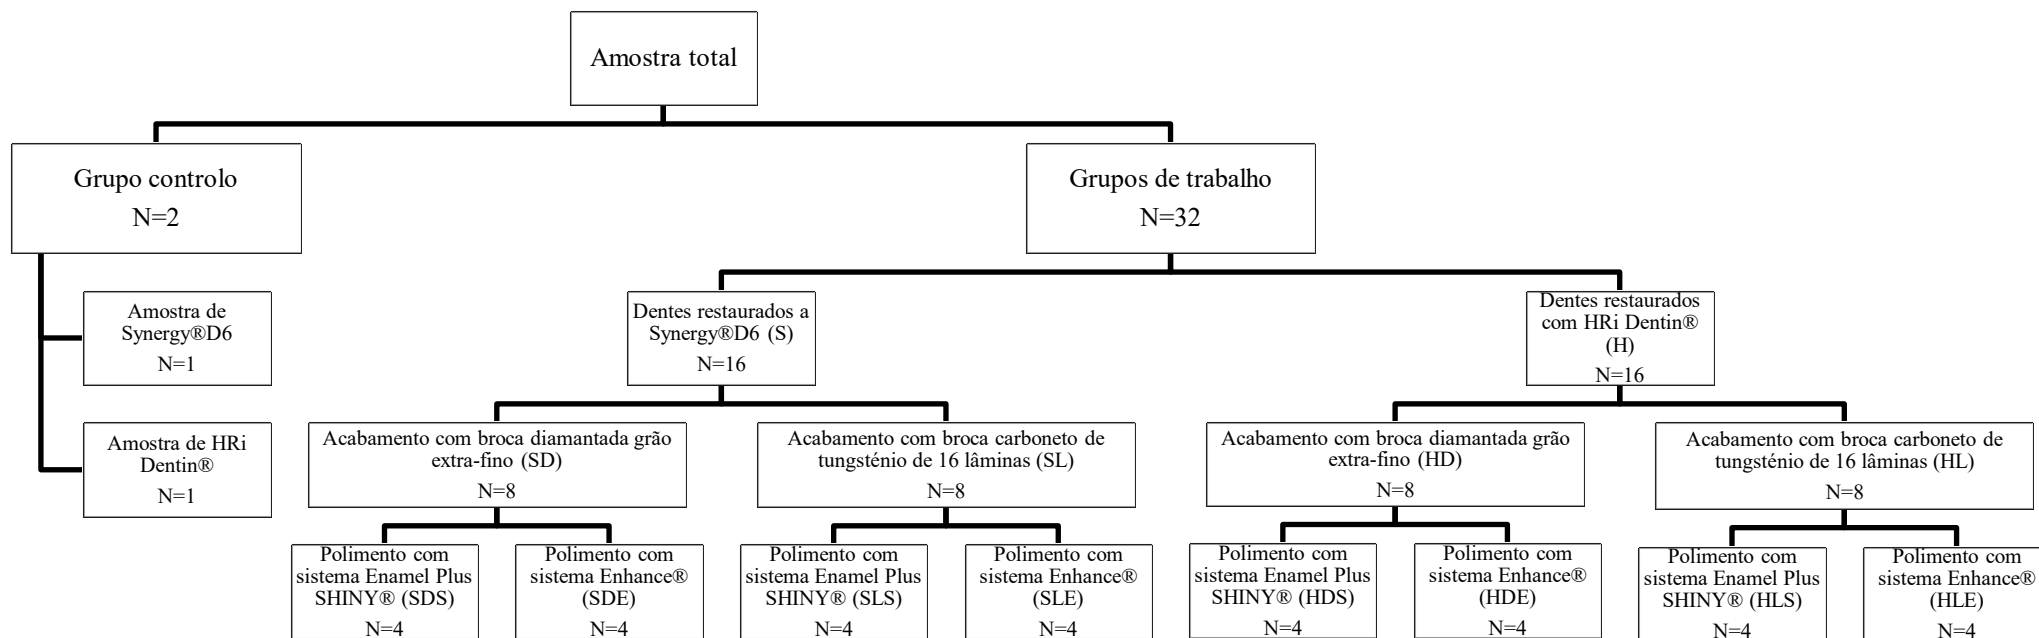 Amostra total
Grupo controlo
N=2
Grupos de trabalho
N=32
Amostra de
Synergy®D6
N=1
Amostra de HRi
Dentin®
N=1
Dentes restaurados a
Synergy®D6 (S)
N=16
Dentes restaurados
com HRi Dentin®
(H)
N=16
Acabamento com broca diamantada grão
extra-fino (SD)
N=8
Acabamento com broca carboneto de
tungsténio de 16 lâminas (SL)
N=8
Acabamento com broca diamantada grão
extra-fino (HD)
N=8
Acabamento com broca carboneto de
tungsténio de 16 lâminas (HL)
N=8
Polimento com
sistema Enamel Plus
SHINY® (SDS)
N=4
Polimento com
sistema Enhance®
(SDE)
N=4
Polimento com
sistema Enamel Plus
SHINY® (SLS)
N=4
Polimento com
sistema Enhance®
(SLE)
N=4
Polimento com
sistema Enamel Plus
SHINY® (HDS)
N=4
Polimento com
sistema Enhance®
(HDE)
N=4
Polimento com
sistema Enamel Plus
SHINY® (HLS)
N=4
Polimento com
sistema Enhance®
(HLE)
N=4